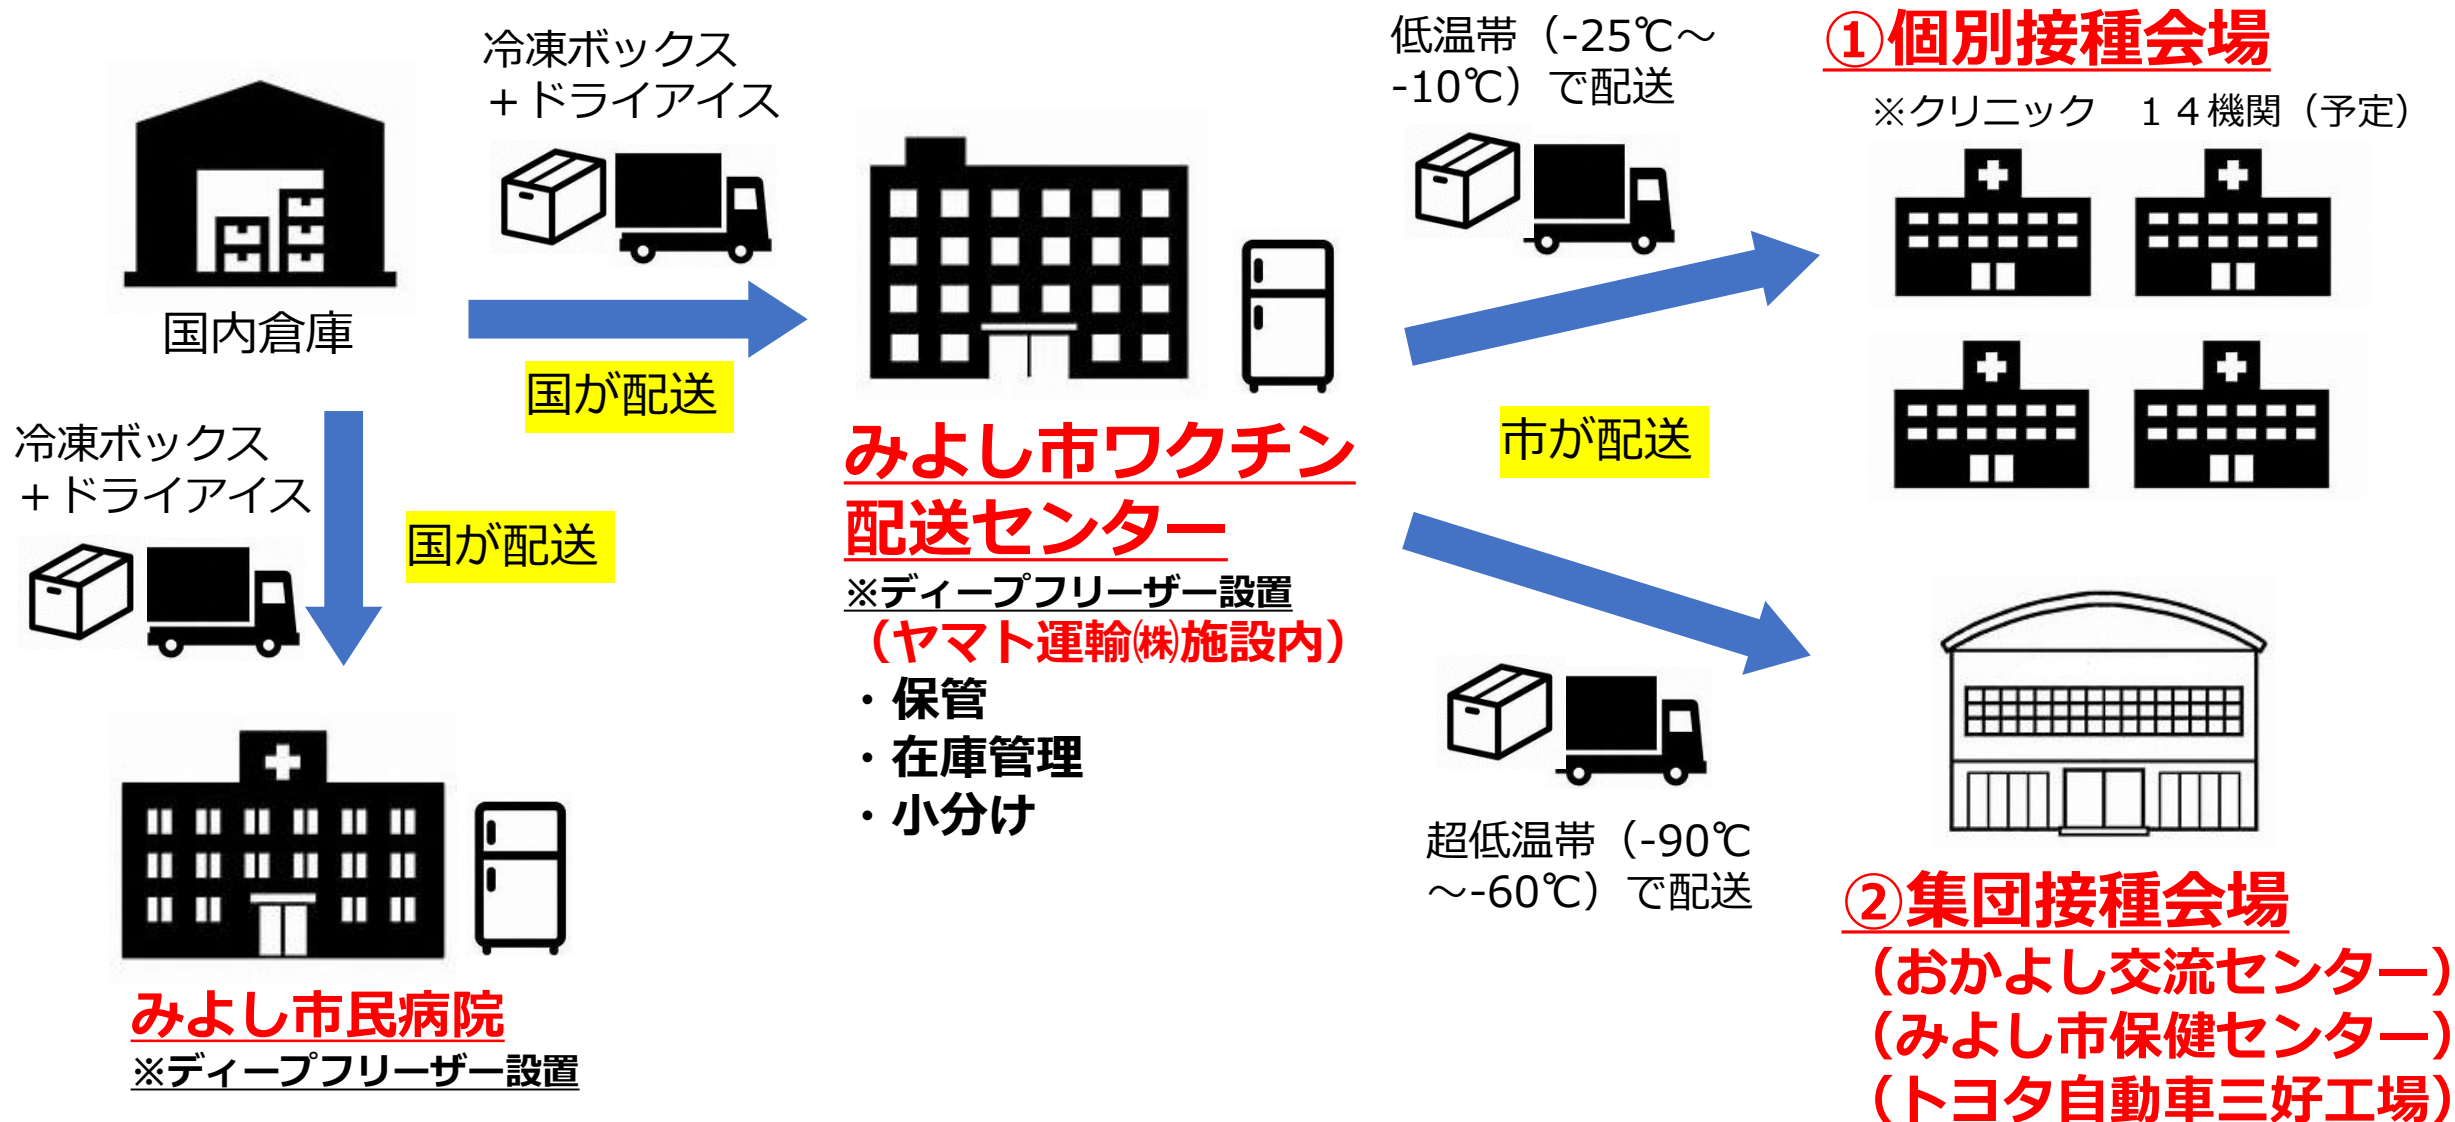 冷凍ボックス
＋ドライアイス
国内倉庫
国が配送
冷凍ボックス
＋ドライアイス
国が配送
みよし市民病院
※ディープフリーザー設置
みよし市ワクチン
配送センター
※ディープフリーザー設置
（ヤマト運輸㈱施設内）
・保管
・在庫管理
・小分け
低温帯（-25℃～
-10℃）で配送
市が配送
超低温帯（-90℃
～-60℃）で配送
①個別接種会場
※クリニック　１４機関（予定）
②集団接種会場
（おかよし交流センター）
（みよし市保健センター）
（トヨタ自動車三好工場）